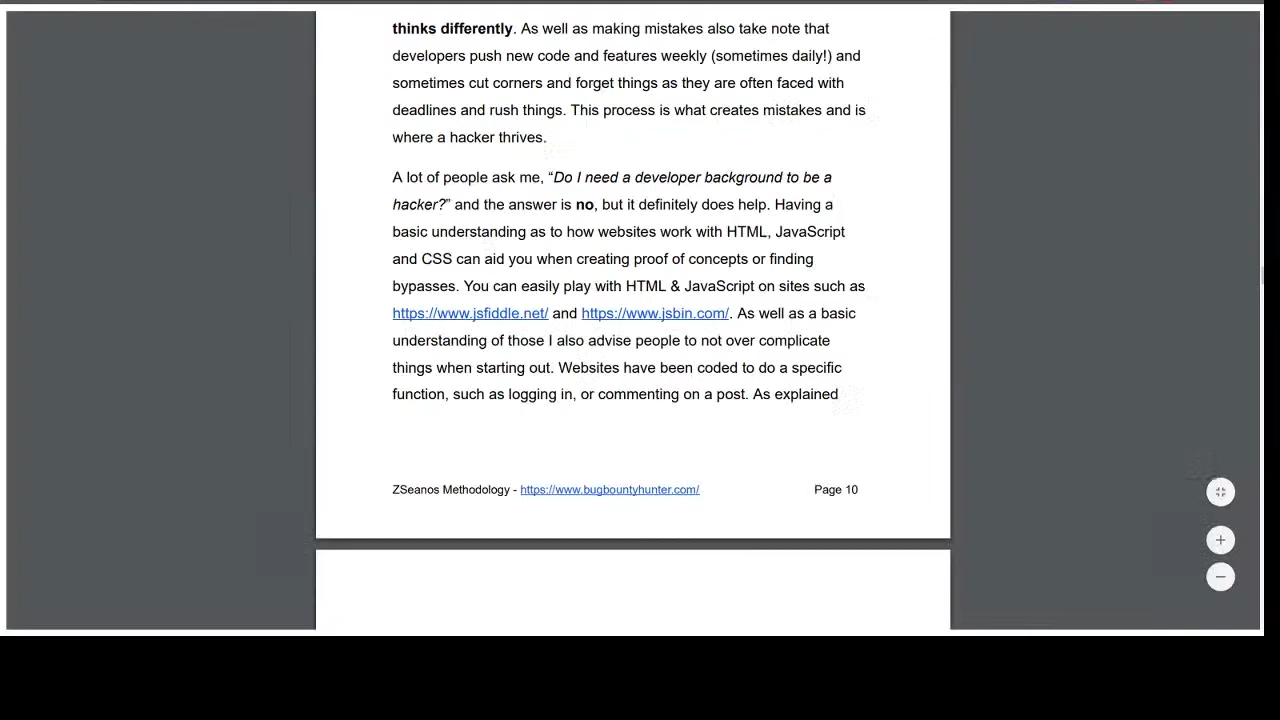 thinks differently. As well as making mistakes also take note that
developers push new code and features weekly (sometimes daily!) and
sometimes cut corners and forget things as they are often faced with
deadlines and rush things. This process is what creates mistakes and is
where a hacker thrives.
A lot of people ask me, “Do I need a developer background to be a
hacker?” and the answer is no, but it definitely does help. Having a
basic understanding as to how websites work with HTML, JavaScript
and CSS can aid you when creating proof of concepts or finding
bypasses. You can easily play with HTML & JavaScript on sites such as
https://www.jsfiddle.net/ and https://www.jsbin.com/. As well as a basic
understanding of those I also advise people to not over complicate
things when starting out. Websites have been coded to do a specific
function, such as logging in, or commenting on a post. As explained
ZSeanos Methodology - https://www.bugbountyhunter.com/ Page 10